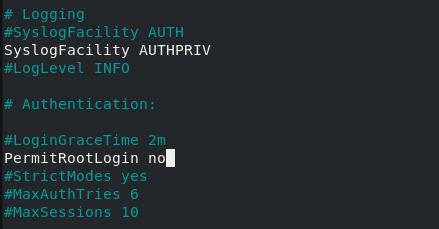 # Logging
#SyslogFacility AUTH
SyslogFacility AUTHPRIV
#LogLevel INFO
# Authentication:
#LoginGraceTime 2m
PermitRootLogin no
#StrictModes yes
#MaxAuthTries 6
#MaxSessions 10